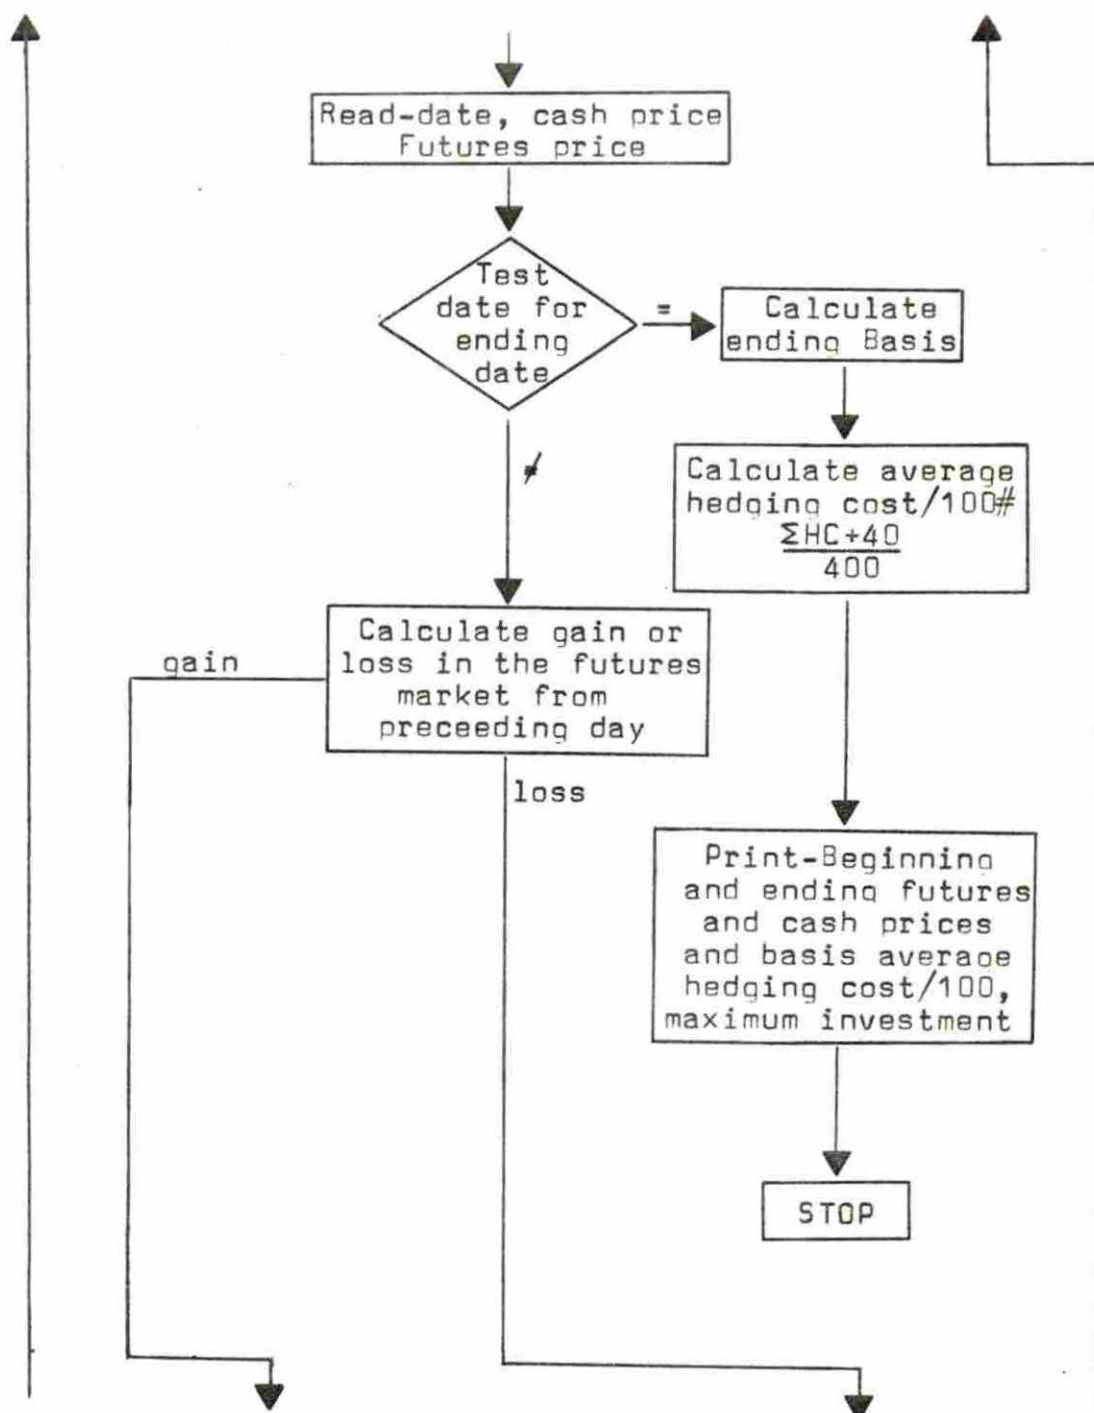 Read-date, cash price
Futures price
Test
date for
ending
date
=
Calculate
ending Basis
≠
Calculate average
hedging cost/100#
ΣHC+40
400
Calculate gain or
loss in the futures
market from
preceeding day
gain
loss
Print-Beginning
and ending futures
and cash prices
and basis average
hedging cost/100,
maximum investment
STOP